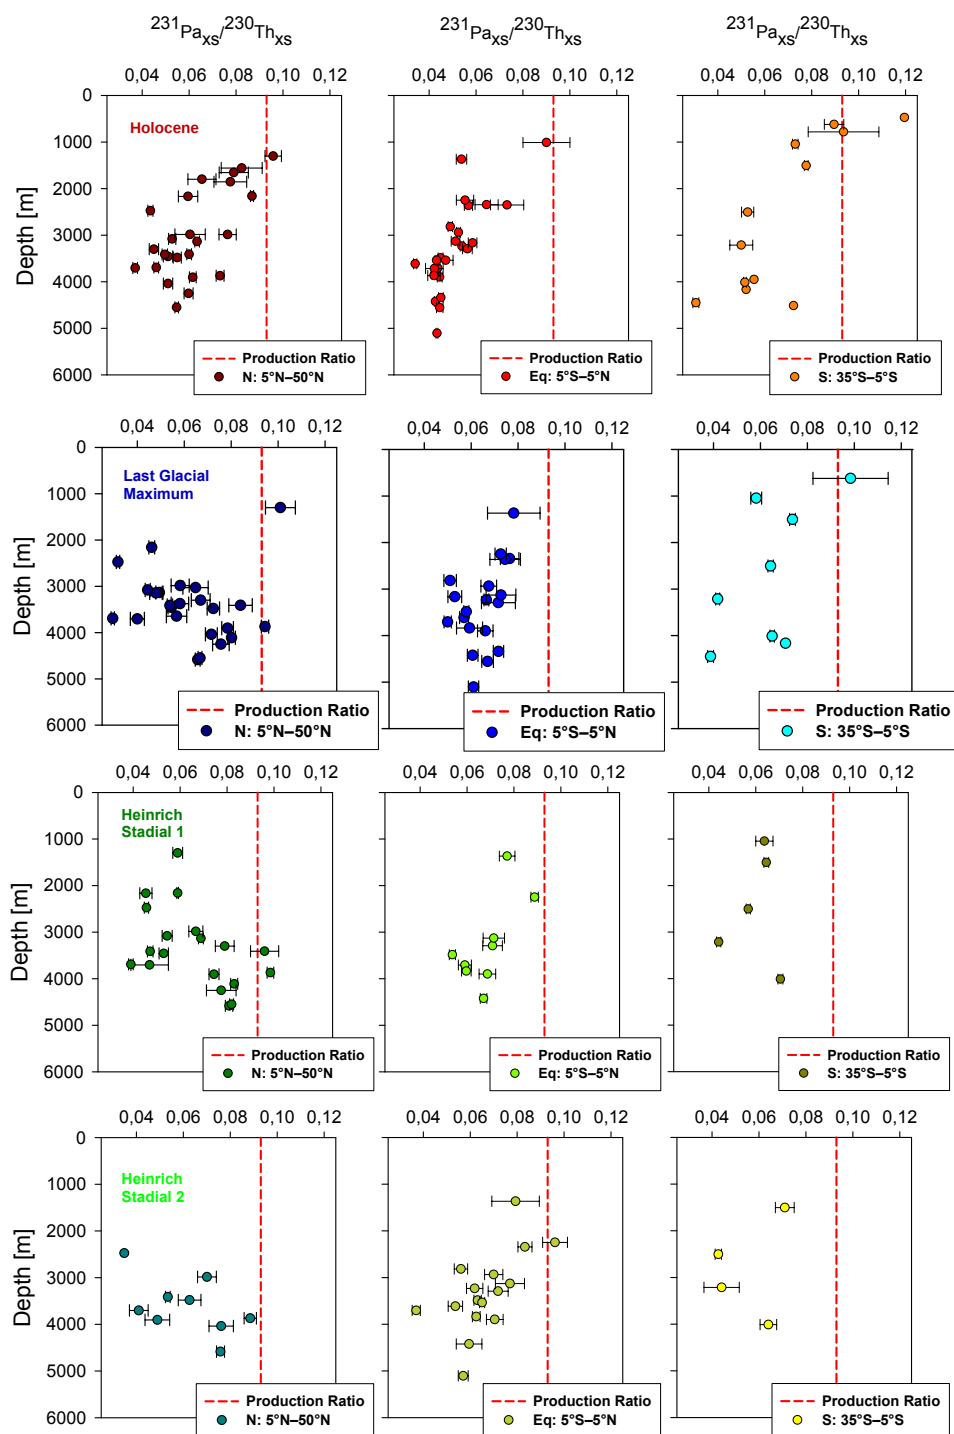 231Paxs/230Thxs 231Paxs/230Thxs 231Paxs/230Thxs
0,04 0,06 0,08 0,10 0,12 0,04 0,06 0,08 0,10 0,12 0,04 0,06 0,08 0,10 0,12
0
Holocene
1000
2000
Depth [m]
3000
4000
5000
6000
Production Ratio Production Ratio Production Ratio
N: 5°N–50°N Eq: 5°S–5°N S: 35°S–5°S
0,04 0,06 0,08 0,10 0,12 0,04 0,06 0,08 0,10 0,12 0,04 0,06 0,08 0,10 0,12
0
Last Glacial
Maximum
1000
2000
Depth [m]
3000
4000
5000
6000
Production Ratio Production Ratio Production Ratio
N: 5°N–50°N Eq: 5°S–5°N S: 35°S–5°S
0,04 0,06 0,08 0,10 0,12 0,04 0,06 0,08 0,10 0,12 0,04 0,06 0,08 0,10 0,12
0
Heinrich
Stadial 1
1000
2000
Depth [m]
3000
4000
5000
6000
Production Ratio Production Ratio Production Ratio
N: 5°N–50°N Eq: 5°S–5°N S: 35°S–5°S
0,04 0,06 0,08 0,10 0,12 0,04 0,06 0,08 0,10 0,12 0,04 0,06 0,08 0,10 0,12
0
Heinrich
Stadial 2
1000
2000
Depth [m]
3000
4000
5000
6000
Production Ratio Production Ratio Production Ratio
N: 5°N–50°N Eq: 5°S–5°N S: 35°S–5°S